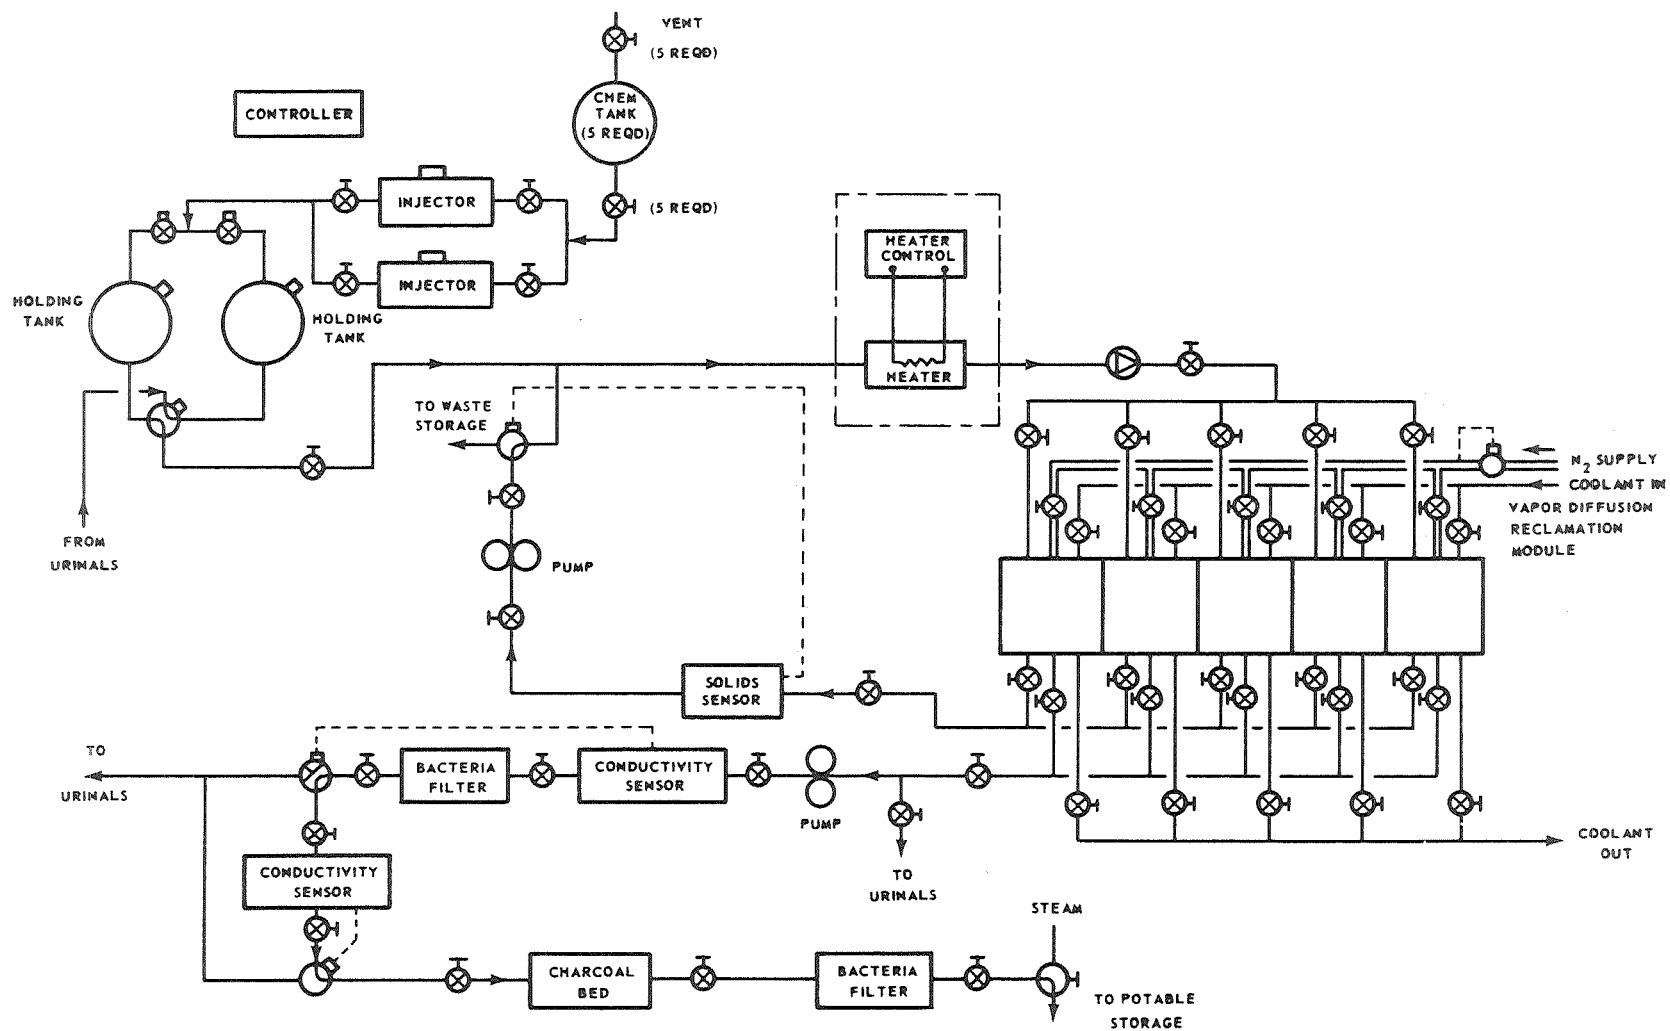 VENT
(5 REQD)
CHEM
TANK
(5 REQD)
CONTROLLER
INJECTOR
(5 REQD)
HEATER
CONTROL
INJECTOR
HOLDING
TANK
HOLDING
TANK
HEATER
TO WASTE
STORAGE
N2 SUPPLY
COOLANT IN
VAPOR DIFFUSION
RECLAMATION
MODULE
FROM
URINALS
PUMP
SOLIDS
SENSOR
TO
URINALS
BACTERIA
FILTER
CONDUCTIVITY
SENSOR
PUMP
COOLANT
OUT
TO
URINALS
CONDUCTIVITY
SENSOR
STEAM
CHARCOAL
BED
BACTERIA
FILTER
TO POTABLE
STORAGE